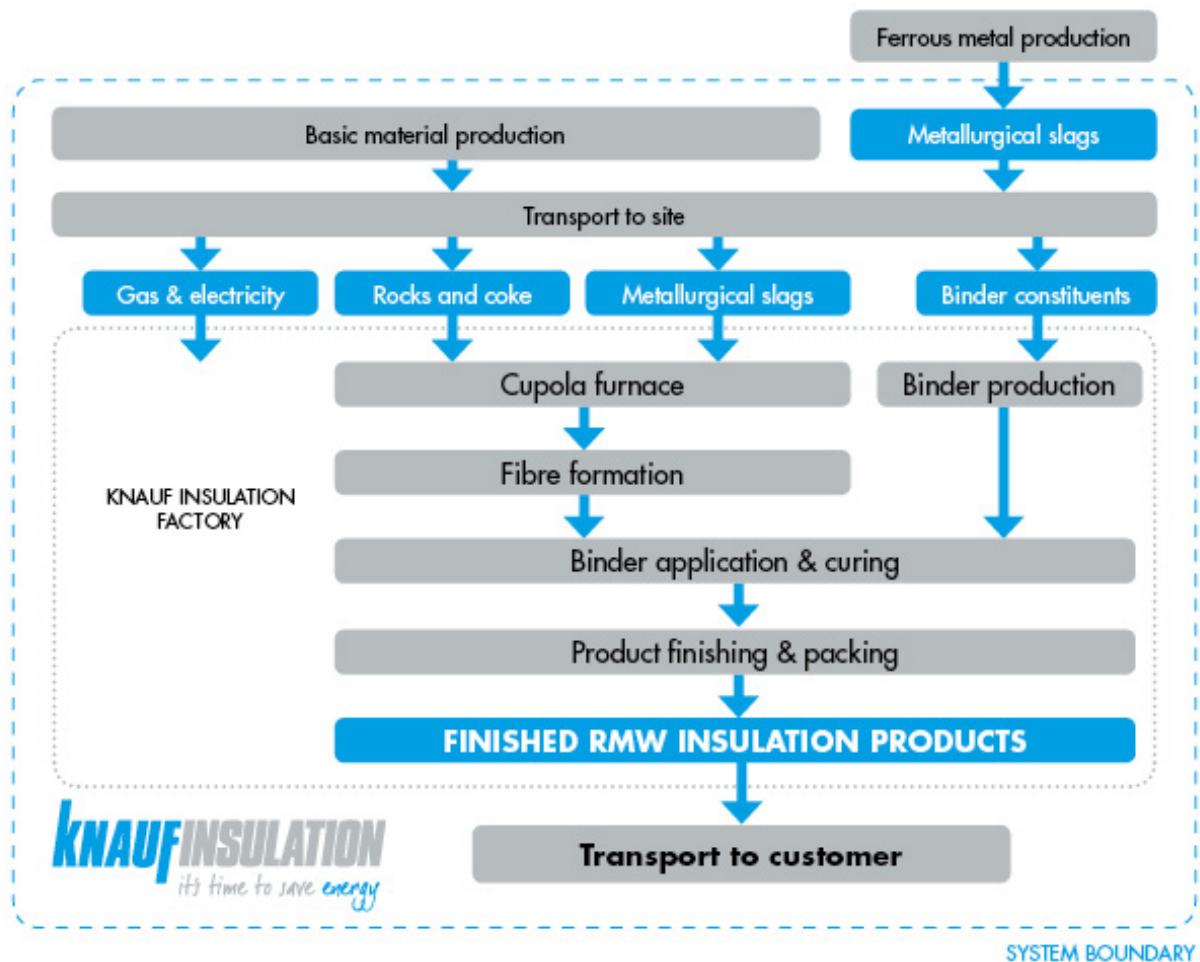 Ferrous metal production
Basic material production
Metallurgical slags
Transport to site
Gas & electricity
Rocks and coke
Metallurgical slags
Binder constituents
Cupola furnace
Binder production
Fibre formation
KNAUF INSULATION
FACTORY
Binder application & curing
Product finishing & packing
FINISHED RMW INSULATION PRODUCTS
KNAUFINSULATION
it's time to save energy
Transport to customer
SYSTEM BOUNDARY